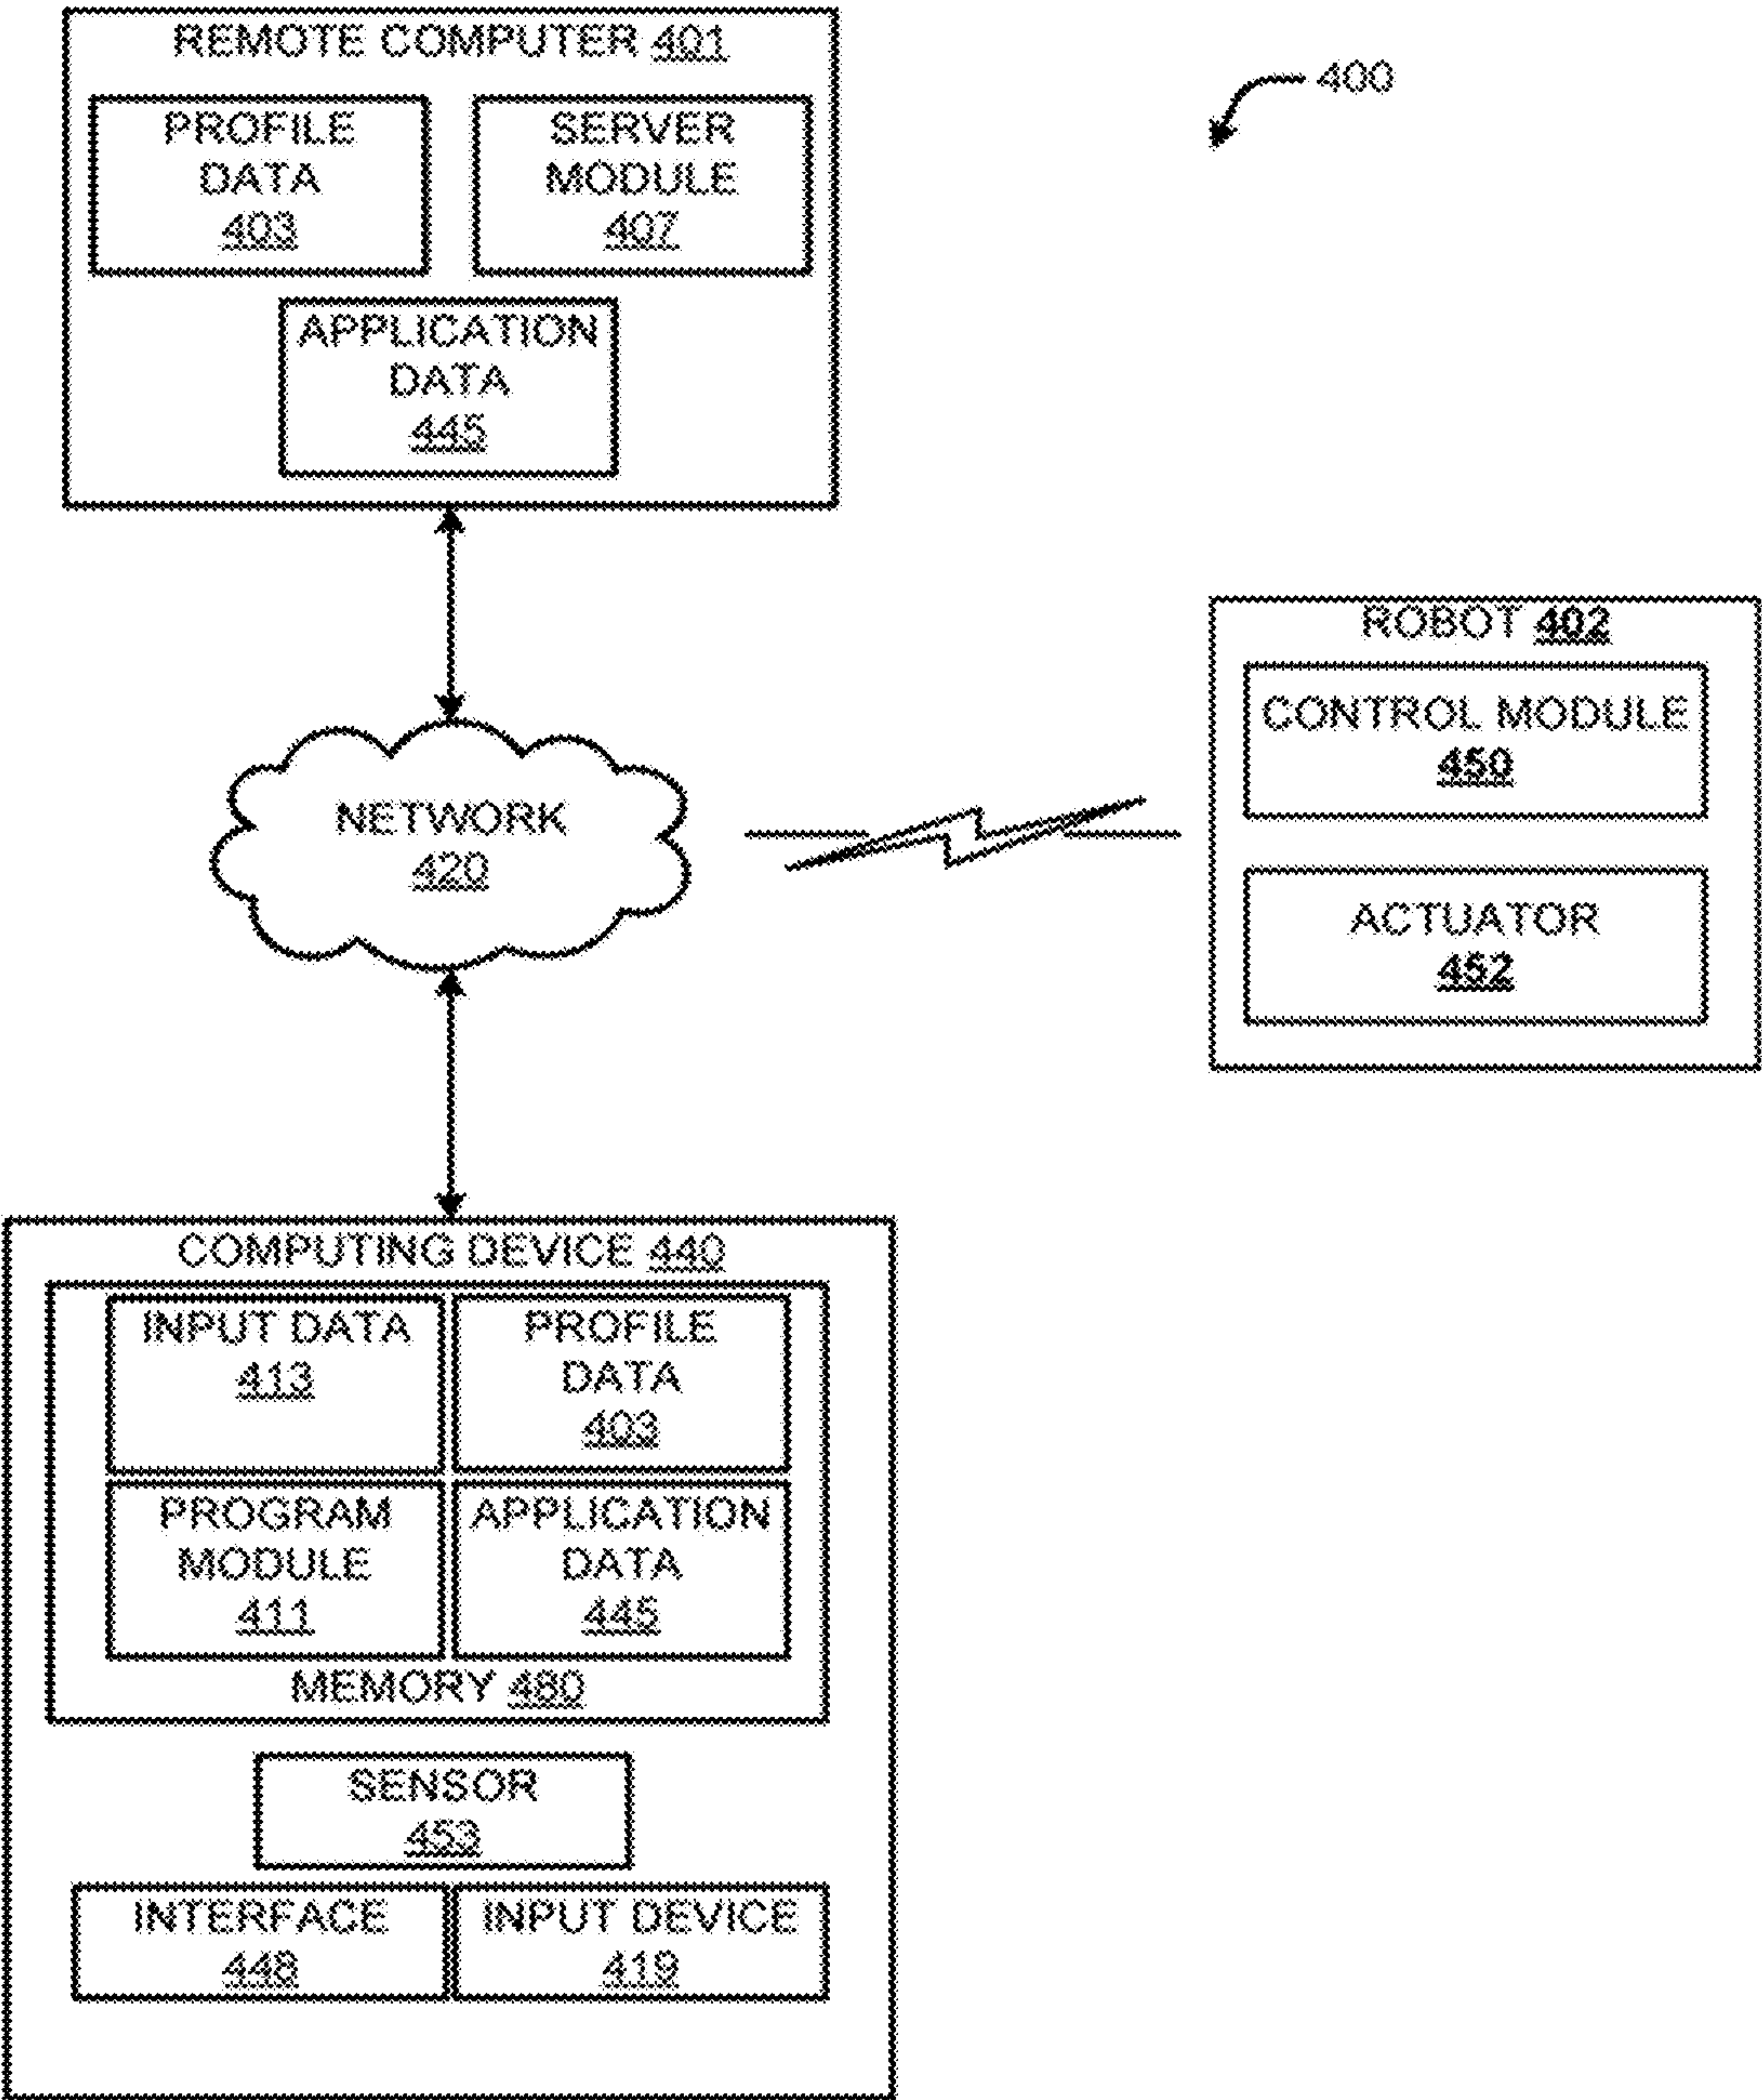 REMOTE COMPUTER 401
400
PROFILE
DATA
403
SERVER
MODULE
407
APPLICATION
DATA
445
ROBOT 402
CONTROL MODULE
450
NETWORK
420
ACTUATOR
452
COMPUTING DEVICE 440
INPUT DATA
413
PROFILE
DATA
403
PROGRAM
MODULE
411
APPLICATION
DATA
445
MEMORY 480
SENSOR
453
INTERFACE
448
INPUT DEVICE
419